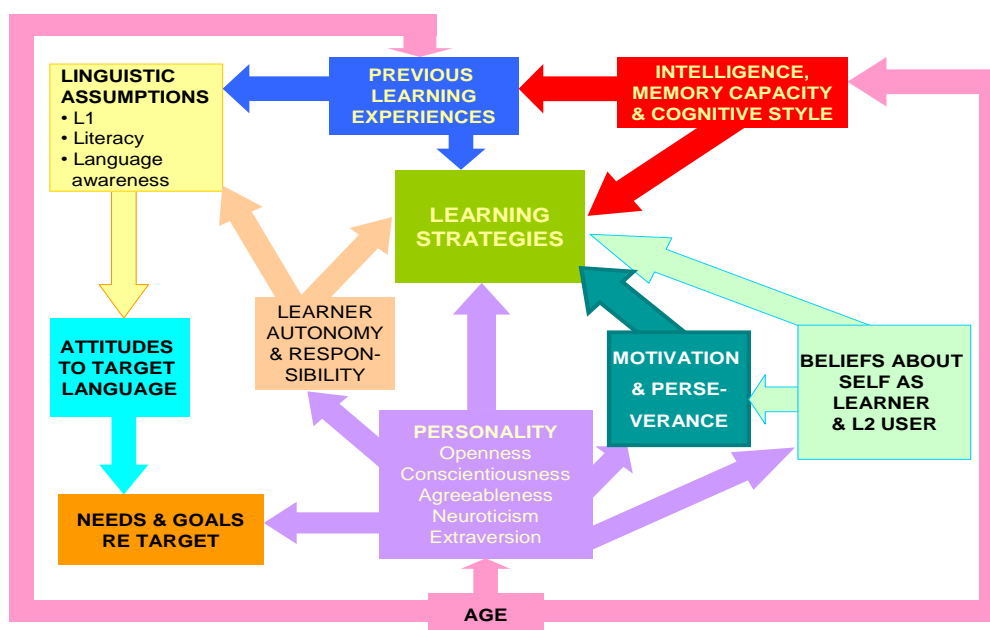 LINGUISTIC
ASSUMPTIONS
• L1
• Literacy
• Language
awareness
PREVIOUS
LEARNING
EXPERIENCES
INTELLIGENCE,
MEMORY CAPACITY
& COGNITIVE STYLE
LEARNING
STRATEGIES
LEARNER
AUTONOMY
& RESPON-
SIBILITY
ATTITUDES
TO TARGET
LANGUAGE
MOTIVATION
& PERSE-
VERANCE
BELIEFS ABOUT
SELF AS
LEARNER
& L2 USER
PERSONALITY
Openness
Conscientiousness
Agreeableness
Neuroticism
Extraversion
NEEDS & GOALS
RE TARGET
AGE